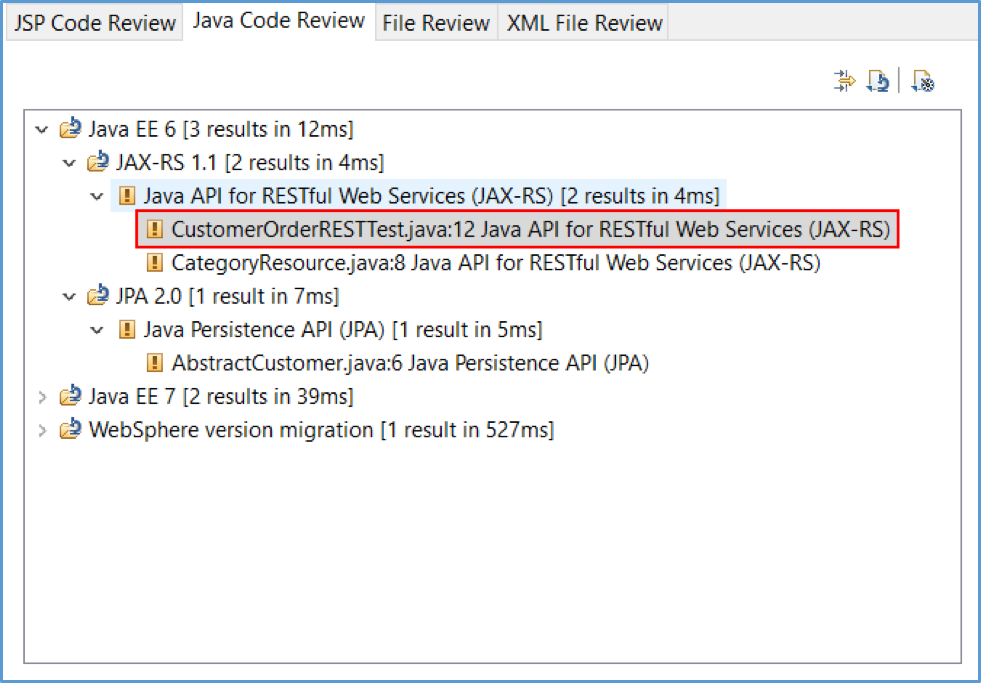 JSP Code Review Java Code Review File Review XML File Review
Java EE 6 [3 results in 12ms]
JAX-RS 1.1 [2 results in 4ms]
Java API for RESTful Web Services (JAX-RS) [2 results in 4ms]
CustomerOrderRESTTest.java:12 Java API for RESTful Web Services (JAX-RS)
CategoryResource.java:8 Java API for RESTful Web Services (JAX-RS)
JPA 2.0 [1 result in 7ms]
Java Persistence API (JPA) [1 result in 5ms]
AbstractCustomer.java:6 Java Persistence API (JPA)
Java EE 7 [2 results in 39ms]
WebSphere version migration [1 result in 527ms]